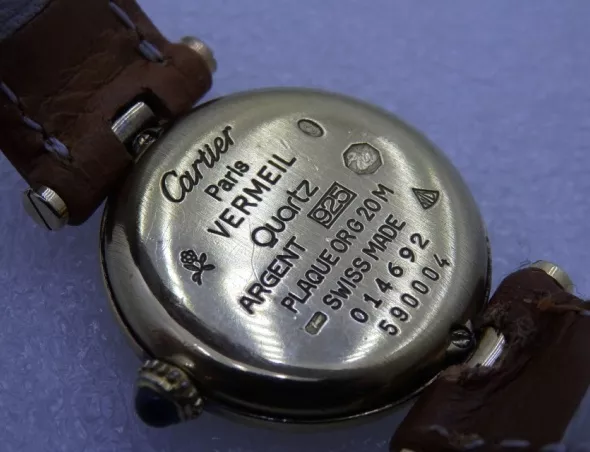 Cartier
Paris
VERMEIL
Quartz
ARGENT 925
PLAQUE OR G 20 M
SWISS MADE
014692
590004